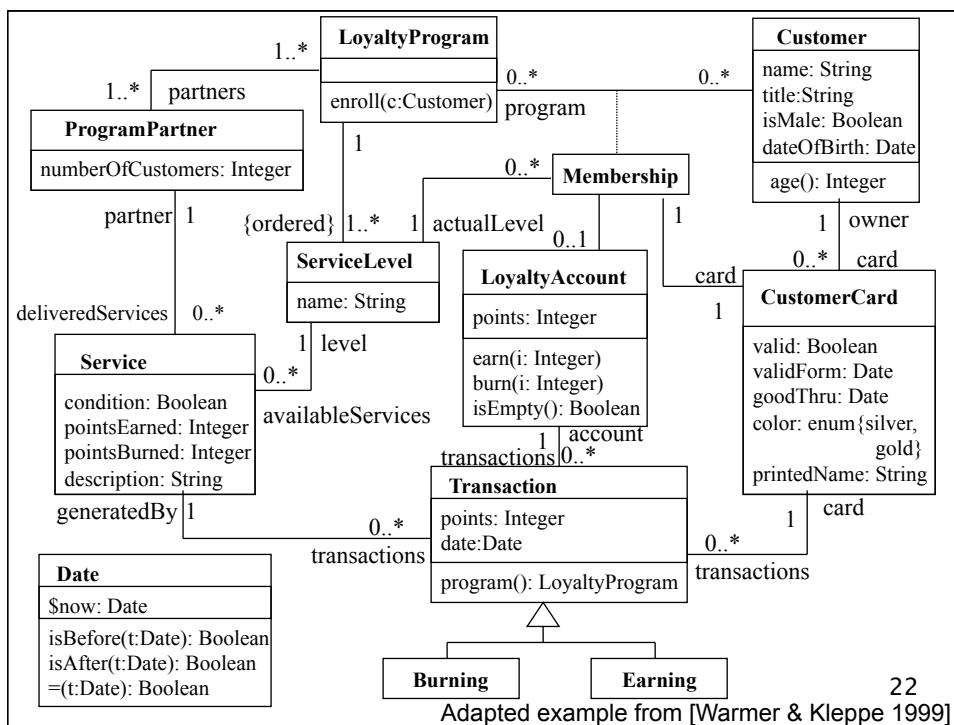 LoyaltyProgram
enroll(c:Customer)
Customer
name: String
title:String
isMale: Boolean
dateOfBirth: Date
age(): Integer
1..*
1..*
partners
0..*
program
0..*
ProgramPartner
numberOfCustomers: Integer
1
0..*
Membership
partner
1
{ordered}
1..*
1
actualLevel
0..1
1
1
owner
0..*
card
card
1
ServiceLevel
name: String
LoyaltyAccount
points: Integer
earn(i: Integer)
burn(i: Integer)
isEmpty(): Boolean
CustomerCard
valid: Boolean
validForm: Date
goodThru: Date
color: enum{silver,
gold}
printedName: String
deliveredServices
0..*
1
level
0..*
availableServices
Service
condition: Boolean
pointsEarned: Integer
pointsBurned: Integer
description: String
1
account
transactions
0..*
generatedBy
1
0..*
transactions
Transaction
points: Integer
date:Date
program(): LoyaltyProgram
1
card
0..*
transactions
Date
$now: Date
isBefore(t:Date): Boolean
isAfter(t:Date): Boolean
=(t:Date): Boolean
Burning
Earning
22
Adapted example from [Warmer & Kleppe 1999]